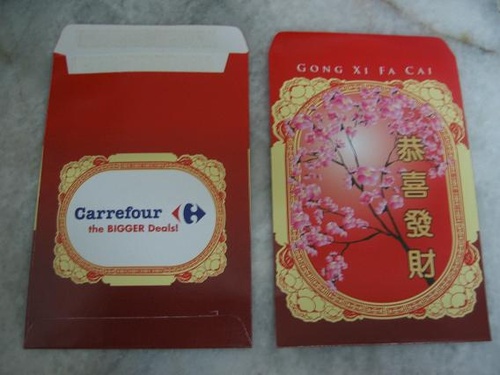 Carrefour
the BIGGER Deals!
GONG XI FA CAI
恭喜發財